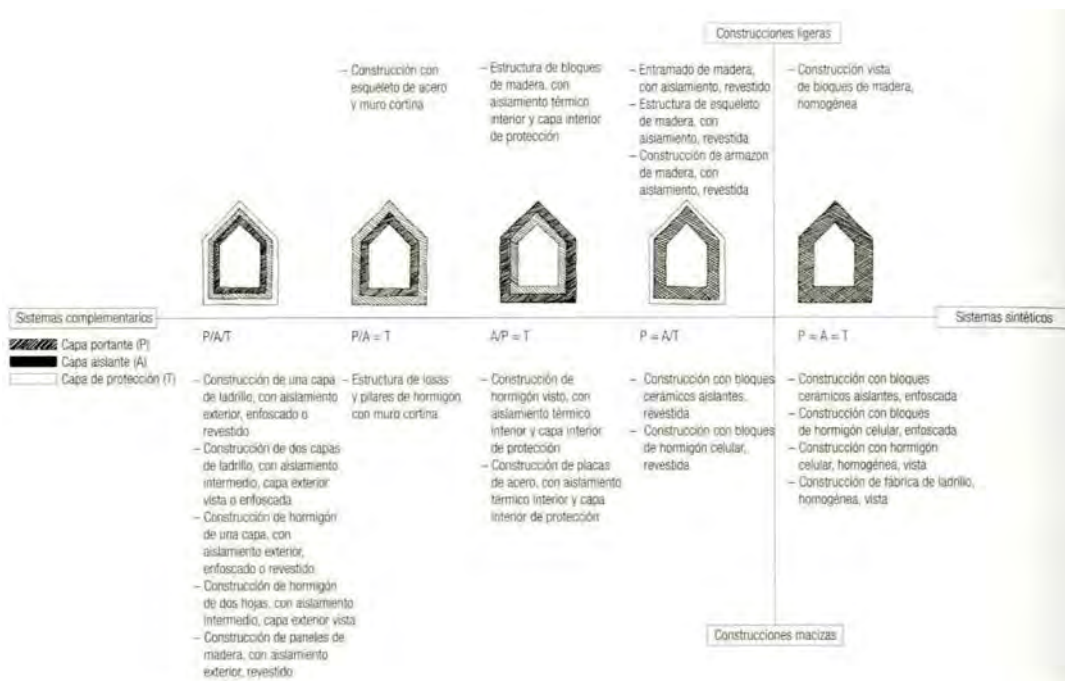 Construcciones ligeras
– Construcción con
esqueleto de acero
y muro cortina
– Estructura de bloques
de madera, con
aislamiento térmico
interior y capa interior
de protección
– Entramado de madera,
con aislamiento, revestido
– Estructura de esqueleto
de madera, con
aislamiento, revestida
– Construcción de armazon
de madera, con
aislamiento, revestida
– Construcción vista
de bloques de madera,
homogénea
Sistemas complementarios
Sistemas sintéticos
P/A/T
P/A = T
A/P = T
P = A/T
P = A = T
Capa portante (P)
Capa aislante (A)
Capa de protección (T)
– Construcción de una capa
de ladrillo, con aislamiento
exterior, enfoscado o
revestido
– Construcción de dos capas
de ladrillo, con aislamiento
intermedio, capa exterior
vista o enfoscada
– Construcción de hormigón
de una capa, con
aislamiento exterior,
enfoscado o revestido
– Construcción de hormigón
de dos hojas, con aislamiento
intermedio, capa exterior vista
– Construcción de paneles de
madera, con aislamiento
exterior, revestido
– Estructura de losas
y pilares de hormigón
con muro cortina
– Construcción de
hormigón visto, con
aislamiento térmico
interior y capa interior
de protección
– Construcción de placas
de acero, con aislamiento
térmico interior y capa
interior de protección
– Construcción con bloques
cerámicos aislantes,
revestida
– Construcción con bloques
de hormigón celular,
revestida
– Construcción con bloques
cerámicos aislantes, enfoscada
– Construcción con bloques
de hormigón celular, enfoscada
– Construcción con hormigón
celular, homogénea, vista
– Construcción de fábrica de ladrillo,
homogénea, vista
Construcciones macizas